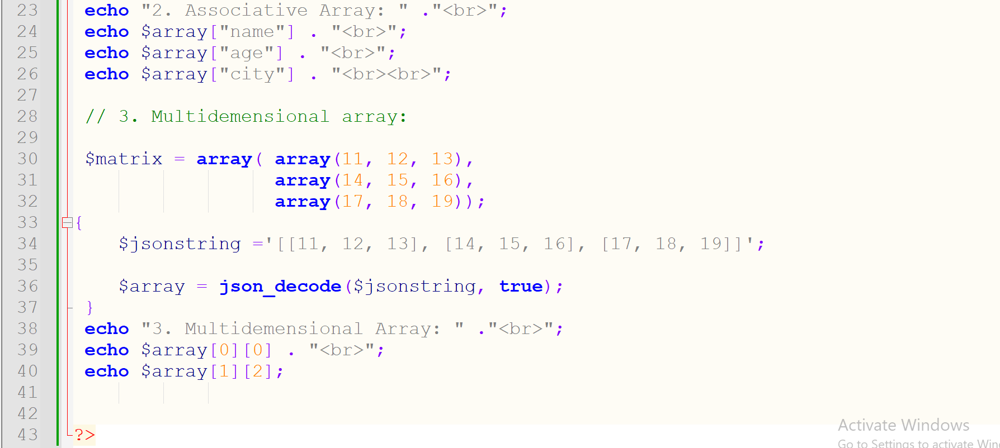 23 echo "2. Associative Array: " ."<br>";
24 echo $array["name"] . "<br>";
25 echo $array["age"] . "<br>";
26 echo $array["city"] . "<br><br>";
27
28 // 3. Multidemensional array:
29
30 $matrix = array( array(11, 12, 13),
31 array(14, 15, 16),
32 array(17, 18, 19));
33 {
34 $jsonstring ='[[11, 12, 13], [14, 15, 16], [17, 18, 19]]';
35
36 $array = json_decode($jsonstring, true);
37 }
38 echo "3. Multidemensional Array: " ."<br>";
39 echo $array[0][0] . "<br>";
40 echo $array[1][2];
41
42
43 ?>
Activate Windows
Go to Settings to activate Win